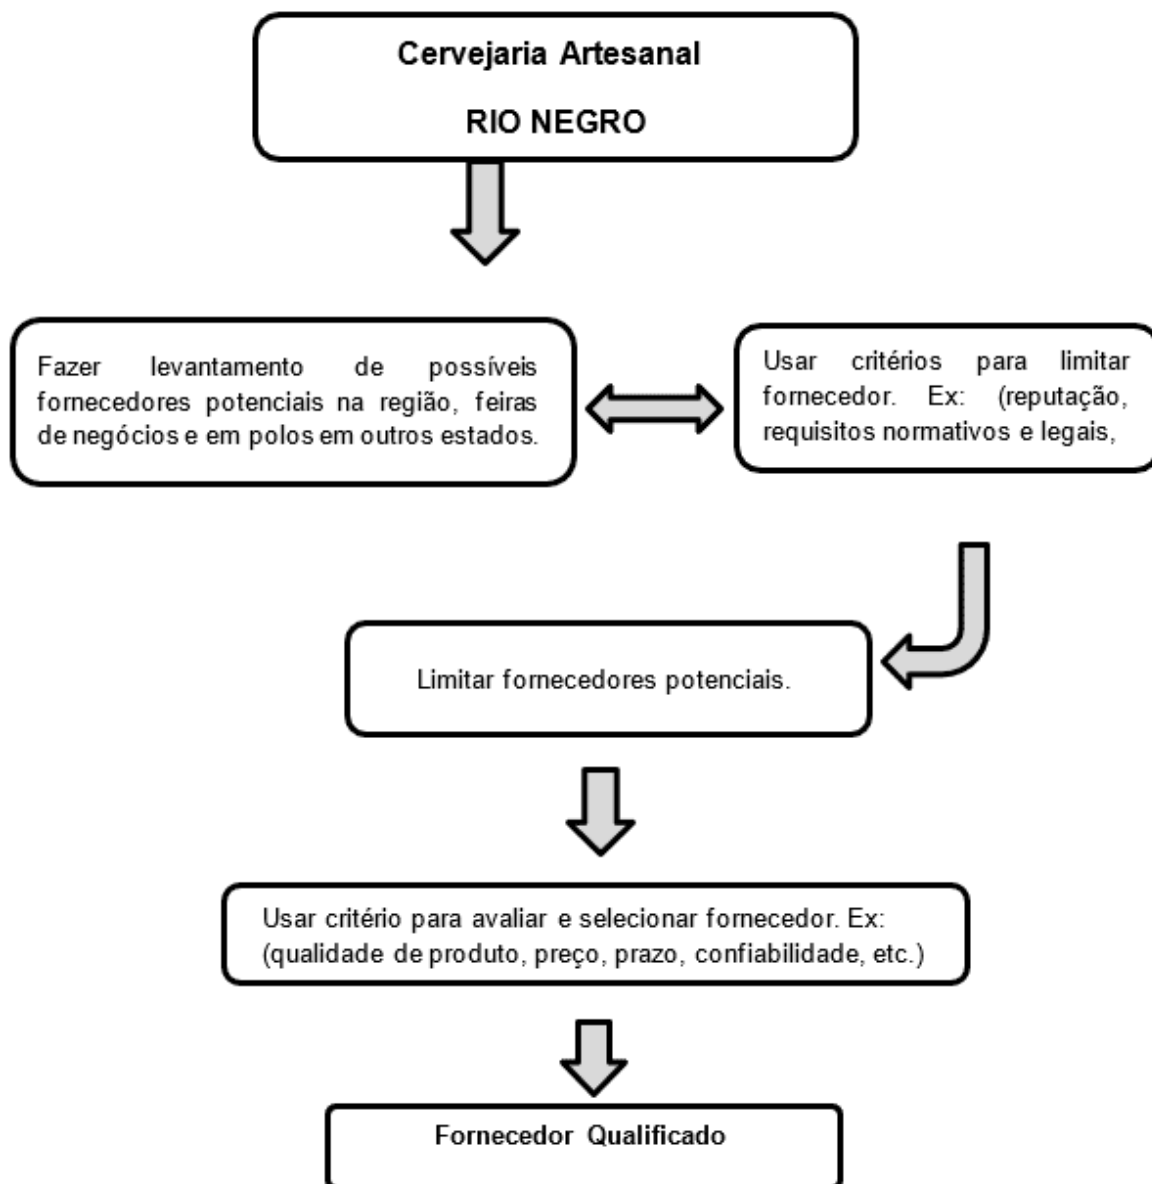 Cervejaria Artesanal
RIO NEGRO
Fazer levantamento de possíveis
fornecedores potenciais na região, feiras
de negócios e em polos em outros estados.
Usar critérios para limitar
fornecedor. Ex: (reputação,
requisitos normativos e legais,
Limitar fornecedores potenciais.
Usar critério para avaliar e selecionar fornecedor. Ex:
(qualidade de produto, preço, prazo, confiabilidade, etc.)
Fornecedor Qualificado